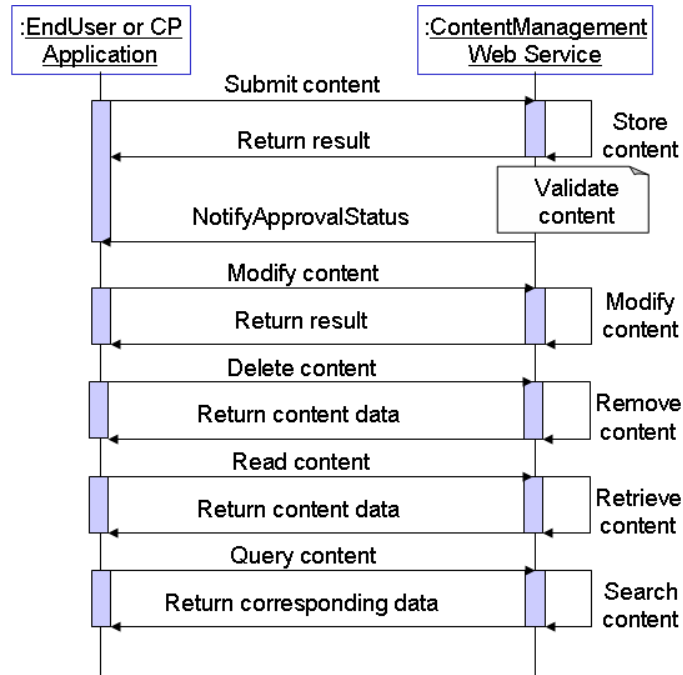 :EndUser or CP
Application
:ContentManagement
Web Service
Submit content
Store
content
Return result
Validate
content
NotifyApprovalStatus
Modify content
Modify
content
Return result
Delete content
Remove
content
Return content data
Read content
Retrieve
content
Return content data
Query content
Search
content
Return corresponding data